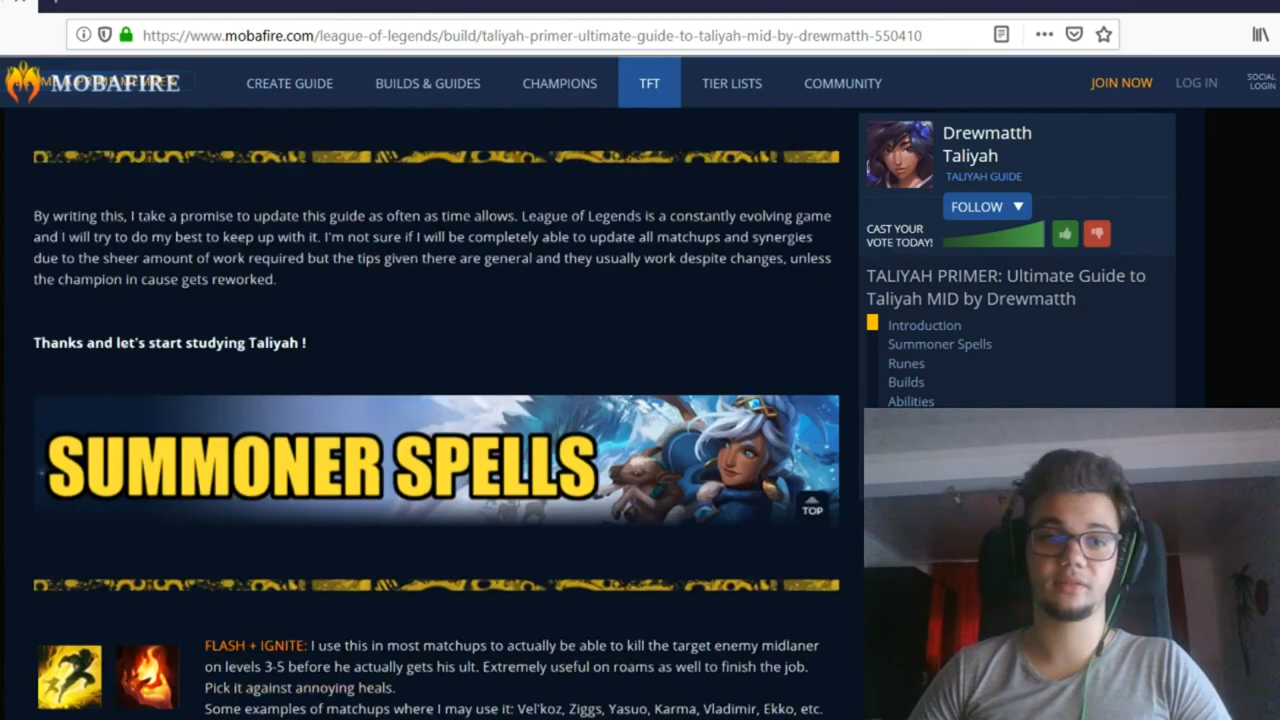 https://www.mobafire.com/league-of-legends/build/taliyah-primer-ultimate-guide-to-taliyah-mid-by-drewmatth-550410
MOBAFIRE
CREATE GUIDE
BUILDS & GUIDES
CHAMPIONS
TFT
TIER LISTS
COMMUNITY
JOIN NOW
LOG IN
SOCIAL
LOGIN
By writing this, I take a promise to update this guide as often as time allows. League of Legends is a constantly evolving game
and I will try to do my best to keep up with it. I'm not sure if I will be completely able to update all matchups and synergies
due to the sheer amount of work required but the tips given there are general and they usually work despite changes, unless
the champion in cause gets reworked.
Thanks and let's start studying Taliyah !
SUMMONER SPELLS
TOP
FLASH + IGNITE: I use this in most matchups to actually be able to kill the target enemy midlaner
on levels 3-5 before he actually gets his ult. Extremely useful on roams as well to finish the job.
Pick it against annoying heals.
Some examples of matchups where I may use it: Vel'koz, Ziggs, Yasuo, Karma, Vladimir, Ekko, etc.
Drewmatth
Taliyah
TALIYAH GUIDE
FOLLOW
CAST YOUR
VOTE TODAY!
TALIYAH PRIMER: Ultimate Guide to
Taliyah MID by Drewmatth
Introduction
Summoner Spells
Runes
Builds
Abilities